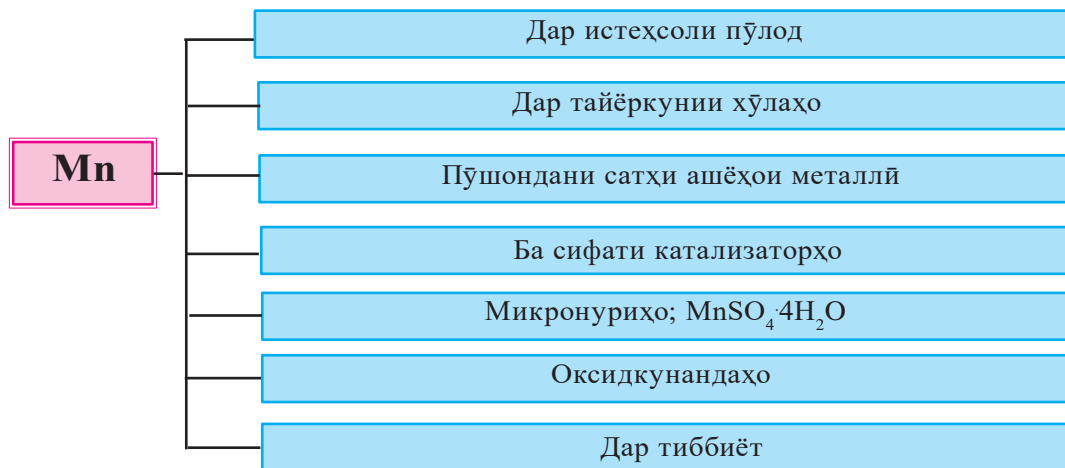 Mn
Дар истеҳсоли пӯлод
Дар тайёркунии хӯлаҳо
Пӯшондани сатҳи ашёҳои металлӣ
Ба сифати катализаторҳо
Микронуриҳо; MnSO₄·4H₂O
Оксидкунандаҳо
Дар тиббиёт